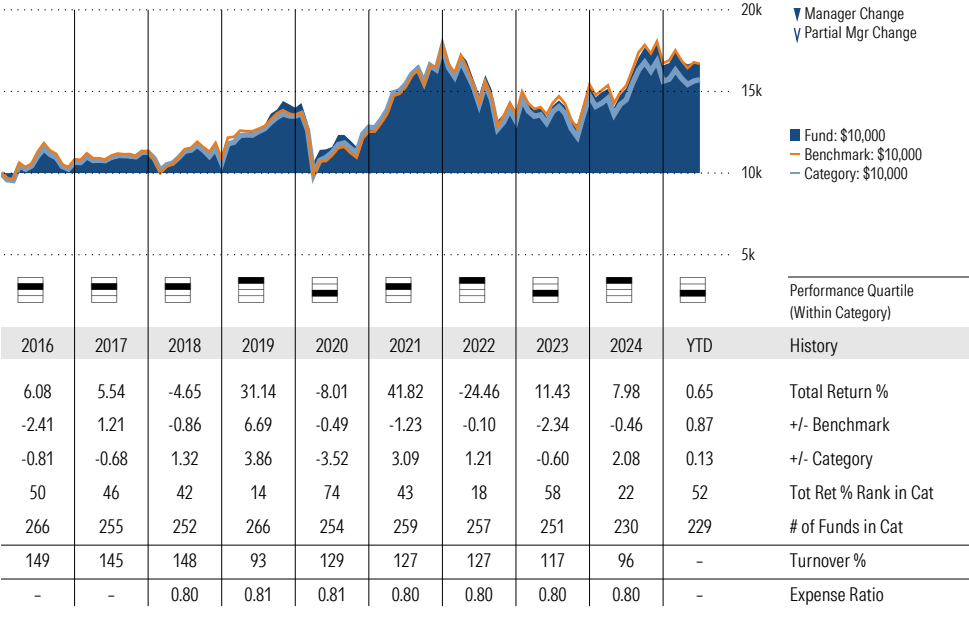 20k
Manager Change
Partial Mgr Change
15k
Fund: $10,000
Benchmark: $10,000
Category: $10,000
10k
5k
Performance Quartile
(Within Category)
2016 2017 2018 2019 2020 2021 2022 2023 2024 YTD History
6.08 5.54 -4.65 31.14 -8.01 41.82 -24.46 11.43 7.98 0.65 Total Return %
-2.41 1.21 -0.86 6.69 -0.49 -1.23 -0.10 -2.34 -0.46 0.87 +/- Benchmark
-0.81 -0.68 1.32 3.86 -3.52 3.09 1.21 -0.60 2.08 0.13 +/- Category
50 46 42 14 74 43 18 58 22 52 Tot Ret % Rank in Cat
266 255 252 266 254 259 257 251 230 229 # of Funds in Cat
149 145 148 93 129 127 127 117 96 – Turnover %
– – 0.80 0.81 0.81 0.80 0.80 0.80 0.80 – Expense Ratio